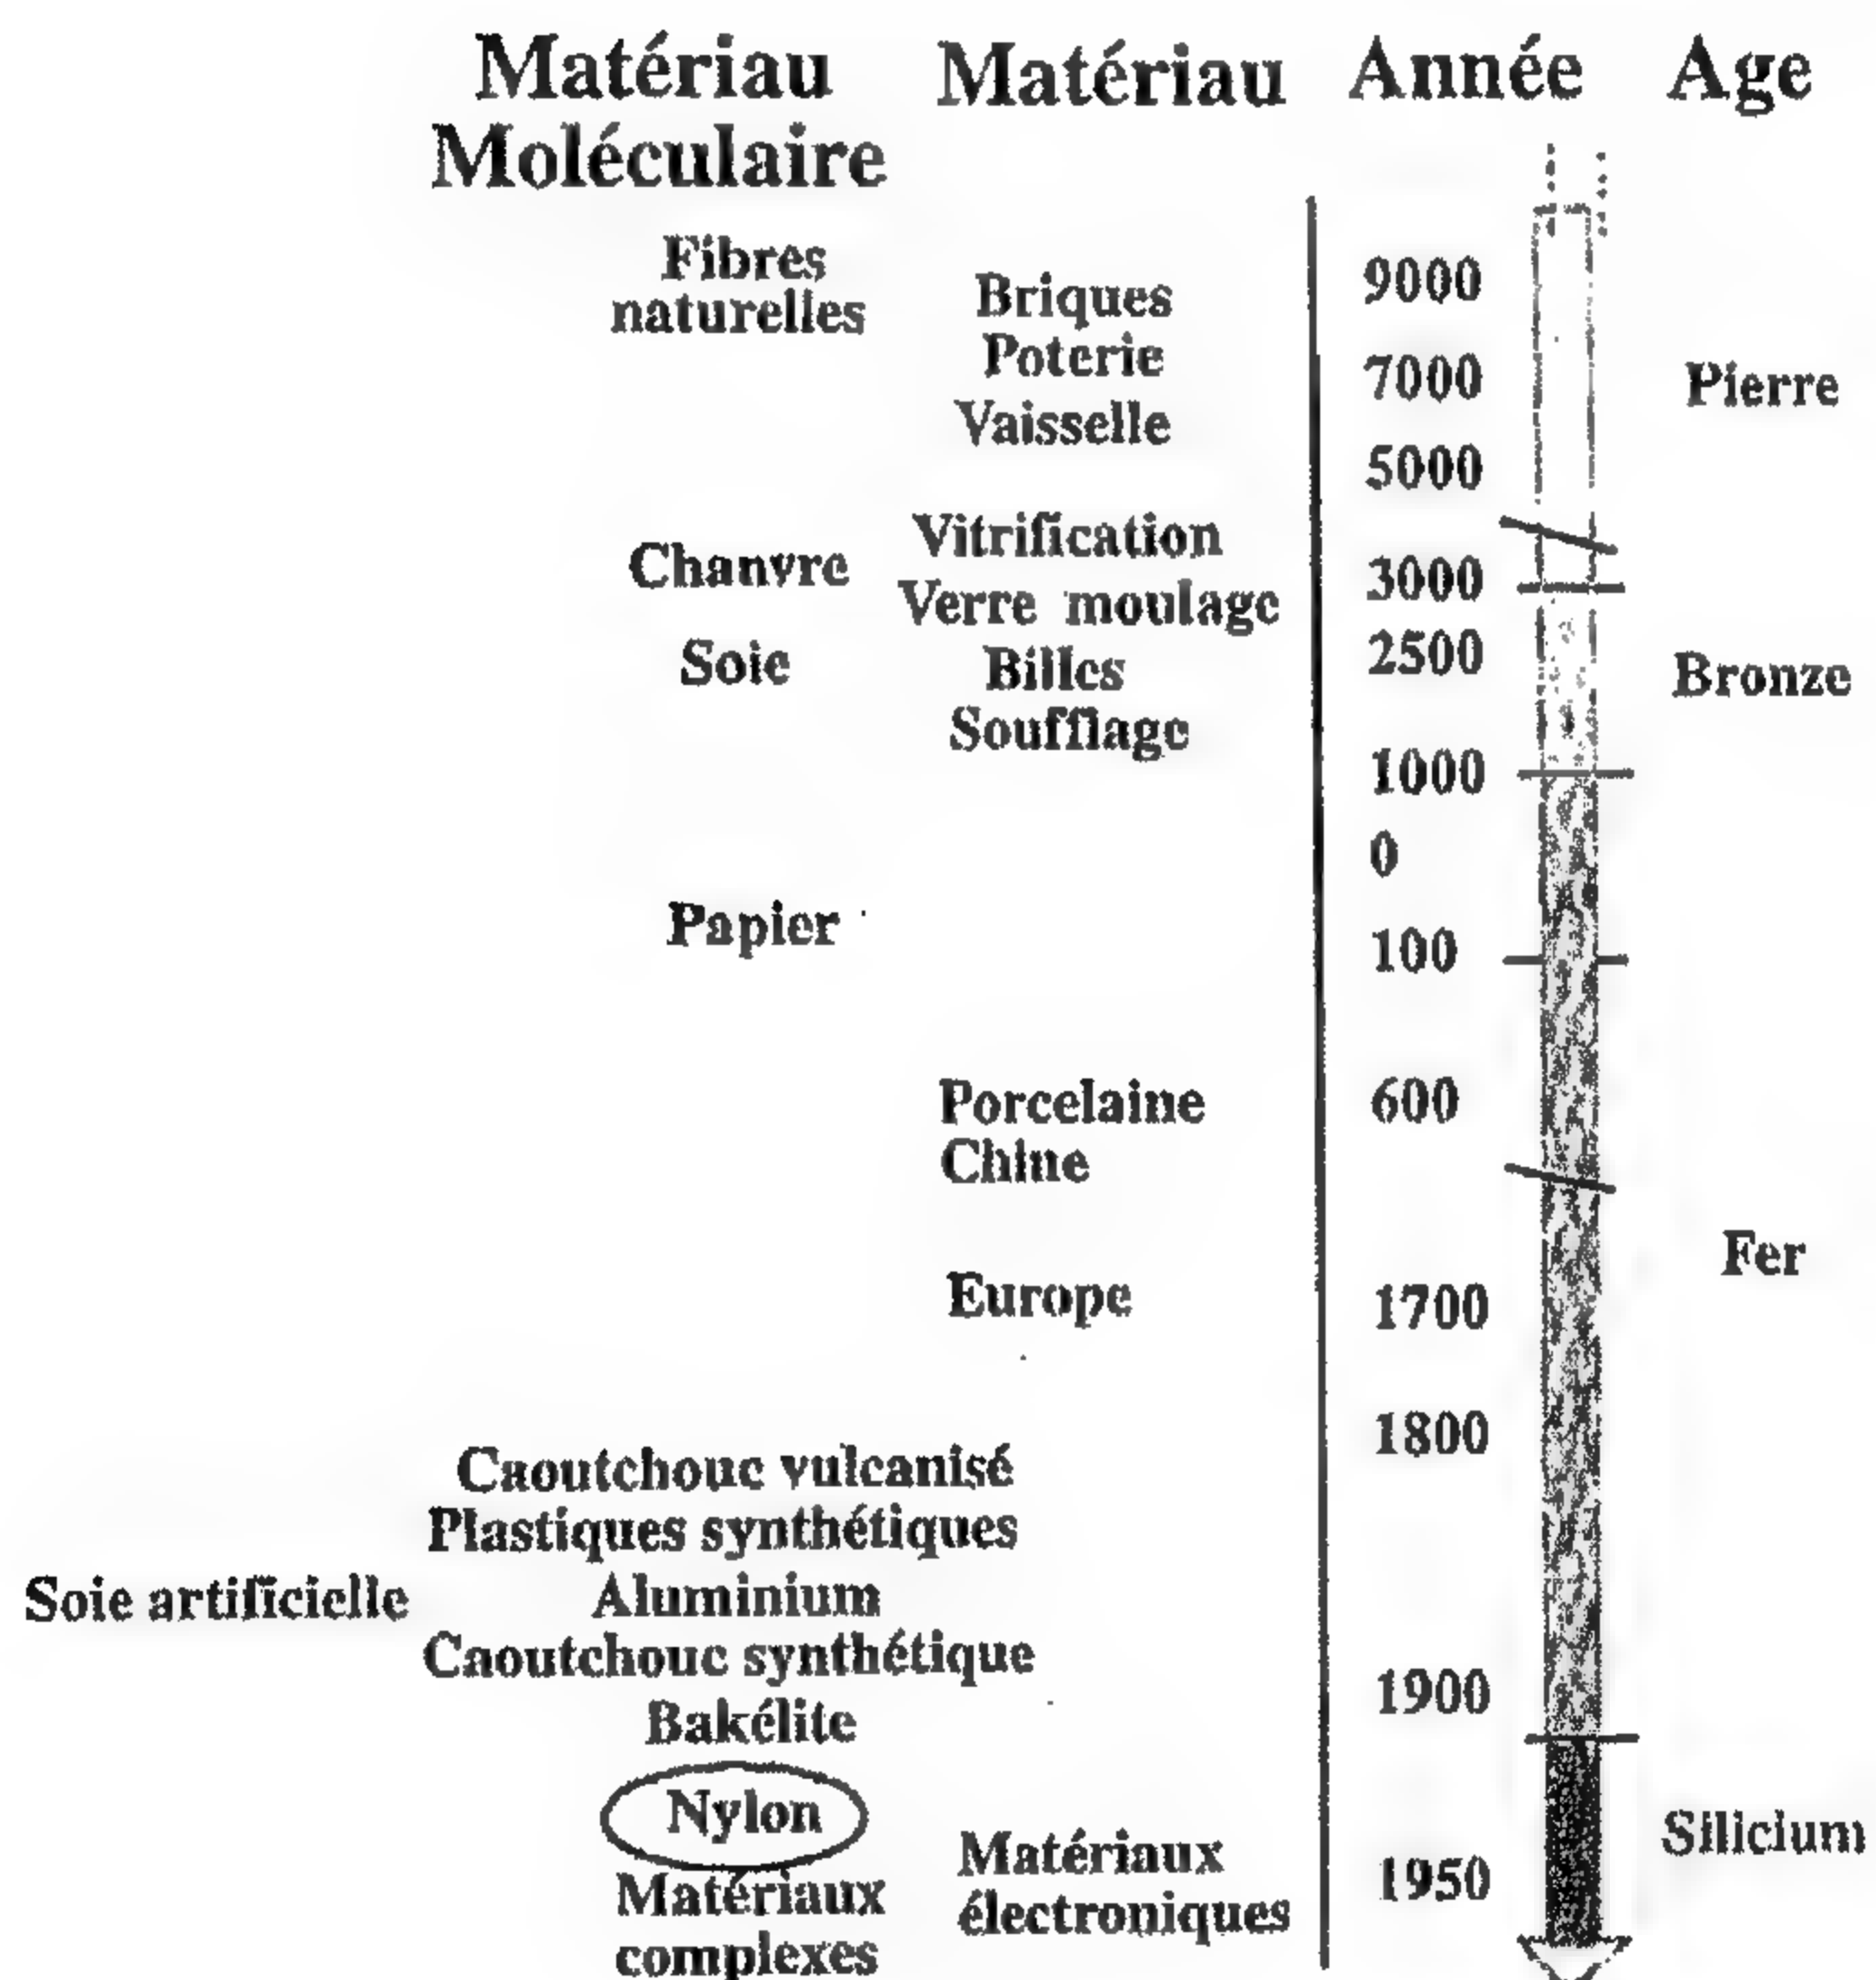 Matériau Matériau Année Age
Moléculaire
Fibres
naturelles
Briques 9000
Poterie
7000 Pierre
Vaisselle
5000
Vitrification
Chanvre 3000
Verre moulage
Soie Billes 2500 Bronze
Soufflage
1000
0
Papier 100
Porcelaine 600
Chine
Fer
Europe 1700
1800
Caoutchouc vulcanisé
Plastiques synthétiques
Soie artificielle Aluminium
Caoutchouc synthétique
1900
Bakélite
Nylon
Silicium
Matériaux 1950
Matériaux électroniques
complexes